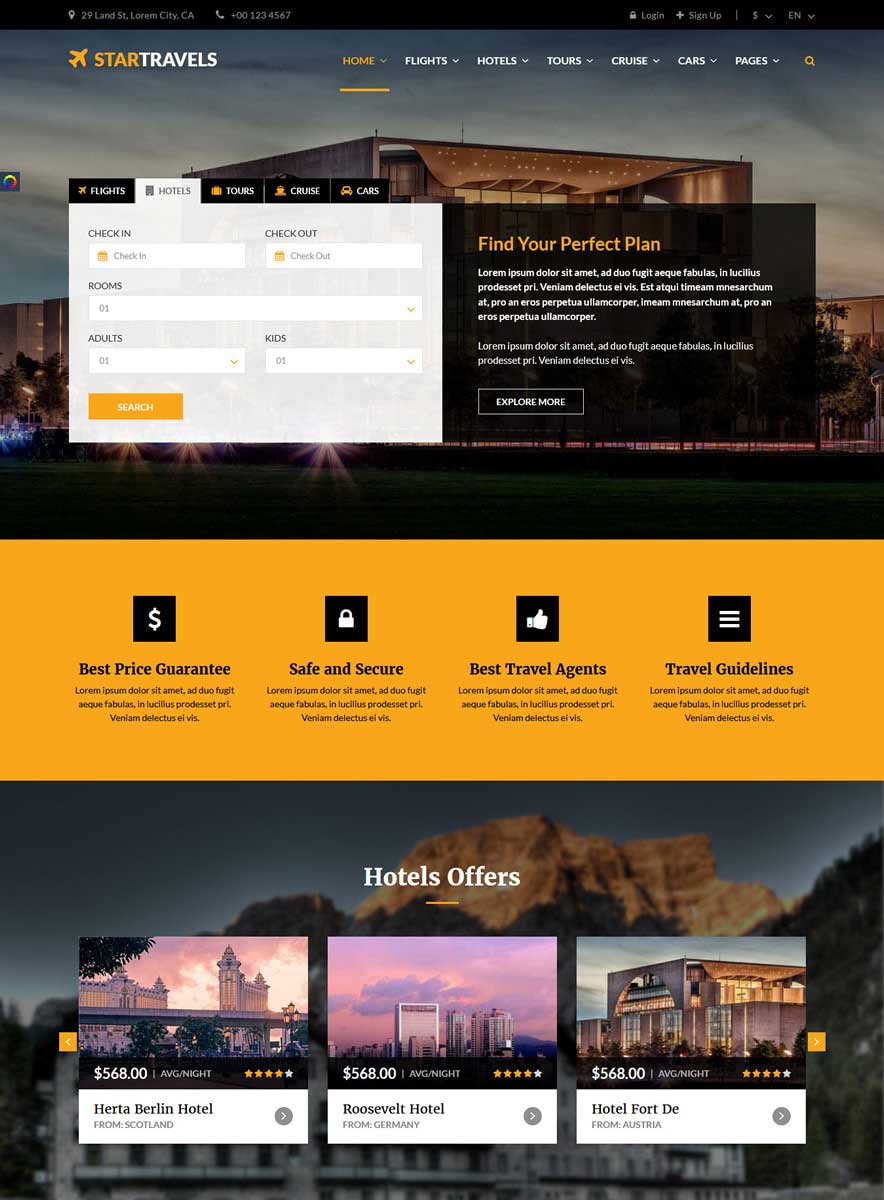 29 Land St, Lorem City, CA +00 123 4567 Login Sign Up | $ EN
STARTRAVELS HOME FLIGHTS HOTELS TOURS CRUISE CARS PAGES
FLIGHTS HOTELS TOURS CRUISE CARS
CHECK IN CHECK OUT
Check In Check Out
ROOMS
01
ADULTS KIDS
01 01
SEARCH
Find Your Perfect Plan
Lorem ipsum dolor sit amet, ad duo fugit aeque fabulas, in lucilius
prodesset pri. Veniam delectus ei vis. Est atqui timeam mnesarchum
at, pro an eros perpetua ullamcorper, imeam mnesarchum at, pro an
eros perpetua ullamcorper.
Lorem ipsum dolor sit amet, ad duo fugit aeque fabulas, in lucilius
prodesset pri. Veniam delectus ei vis.
EXPLORE MORE
$
Best Price Guarantee
Lorem ipsum dolor sit amet, ad duo fugit
aeque fabulas, in lucilius prodesset pri.
Veniam delectus ei vis.
Safe and Secure
Lorem ipsum dolor sit amet, ad duo fugit
aeque fabulas, in lucilius prodesset pri.
Veniam delectus ei vis.
Best Travel Agents
Lorem ipsum dolor sit amet, ad duo fugit
aeque fabulas, in lucilius prodesset pri.
Veniam delectus ei vis.
Travel Guidelines
Lorem ipsum dolor sit amet, ad duo fugit
aeque fabulas, in lucilius prodesset pri.
Veniam delectus ei vis.
Hotels Offers
$568.00 | AVG/NIGHT
Herta Berlin Hotel
FROM: SCOTLAND
$568.00 | AVG/NIGHT
Roosevelt Hotel
FROM: GERMANY
$568.00 | AVG/NIGHT
Hotel Fort De
FROM: AUSTRIA